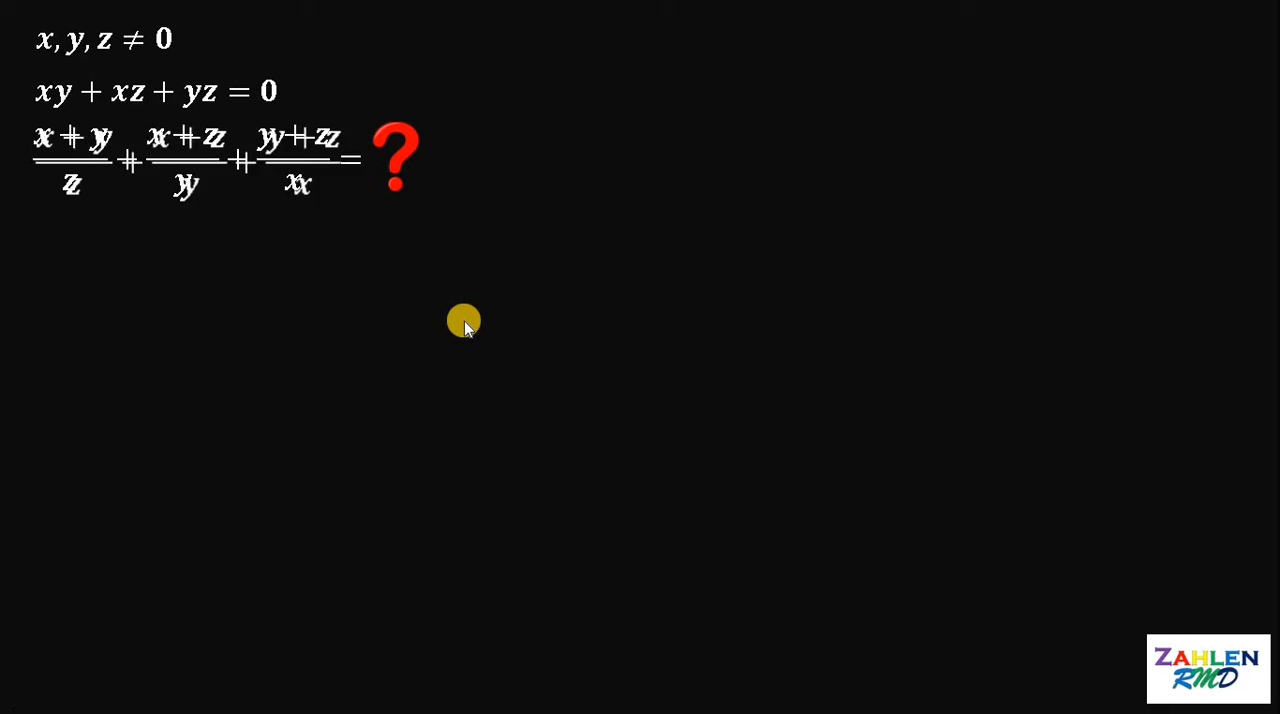 x, y, z ≠ 0
xy + xz + yz = 0
(x + y)/z + (x + z)/y + (y + z)/x = ❓
ZAHLEN
RMD